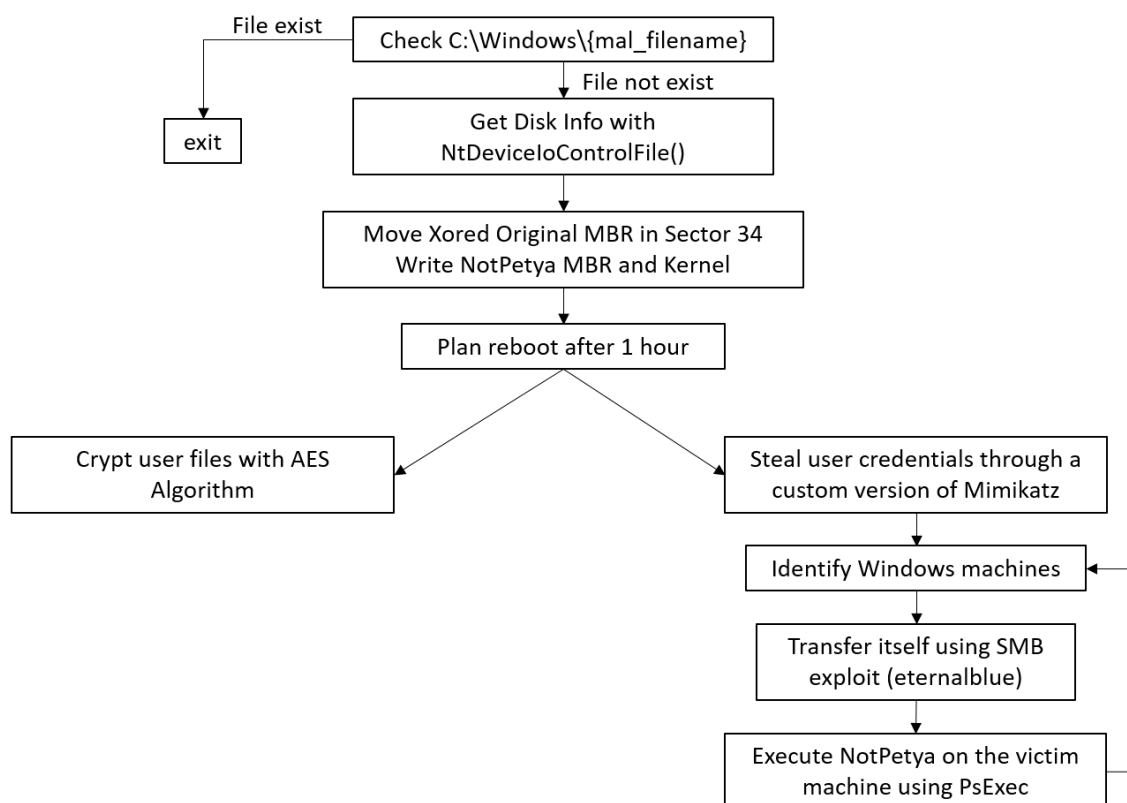 File exist
Check C:\Windows\{mal_filename}
File not exist
exit
Get Disk Info with
NtDeviceIoControlFile()
Move Xored Original MBR in Sector 34
Write NotPetya MBR and Kernel
Plan reboot after 1 hour
Crypt user files with AES
Algorithm
Steal user credentials through a
custom version of Mimikatz
Identify Windows machines
Transfer itself using SMB
exploit (eternalblue)
Execute NotPetya on the victim
machine using PsExec